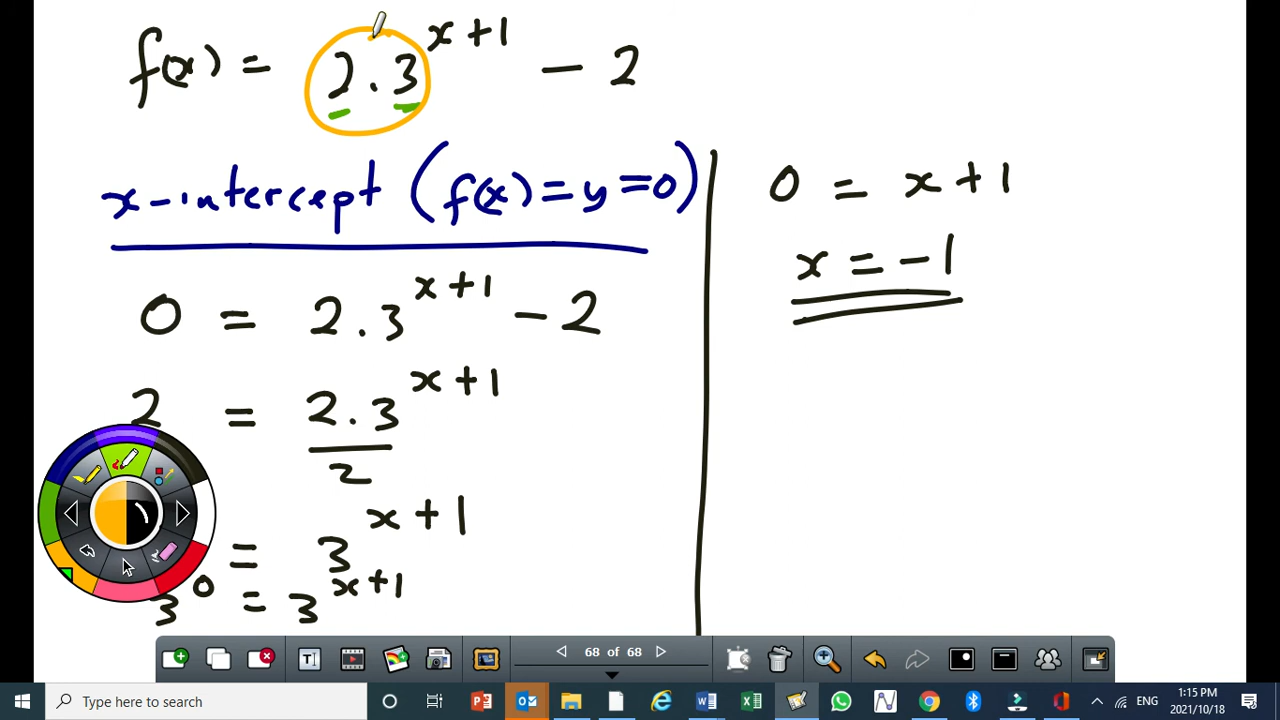 f(x) = 2.3^{x+1} - 2
x-intercept (f(x)=y=0)
0 = 2.3^{x+1} - 2
2 = 2.3^{x+1}
2
= 3^{x+1}
3^0 = 3^{x+1}
0 = x+1
x = -1
68 of 68
Type here to search
ENG
1:15 PM
2021/10/18